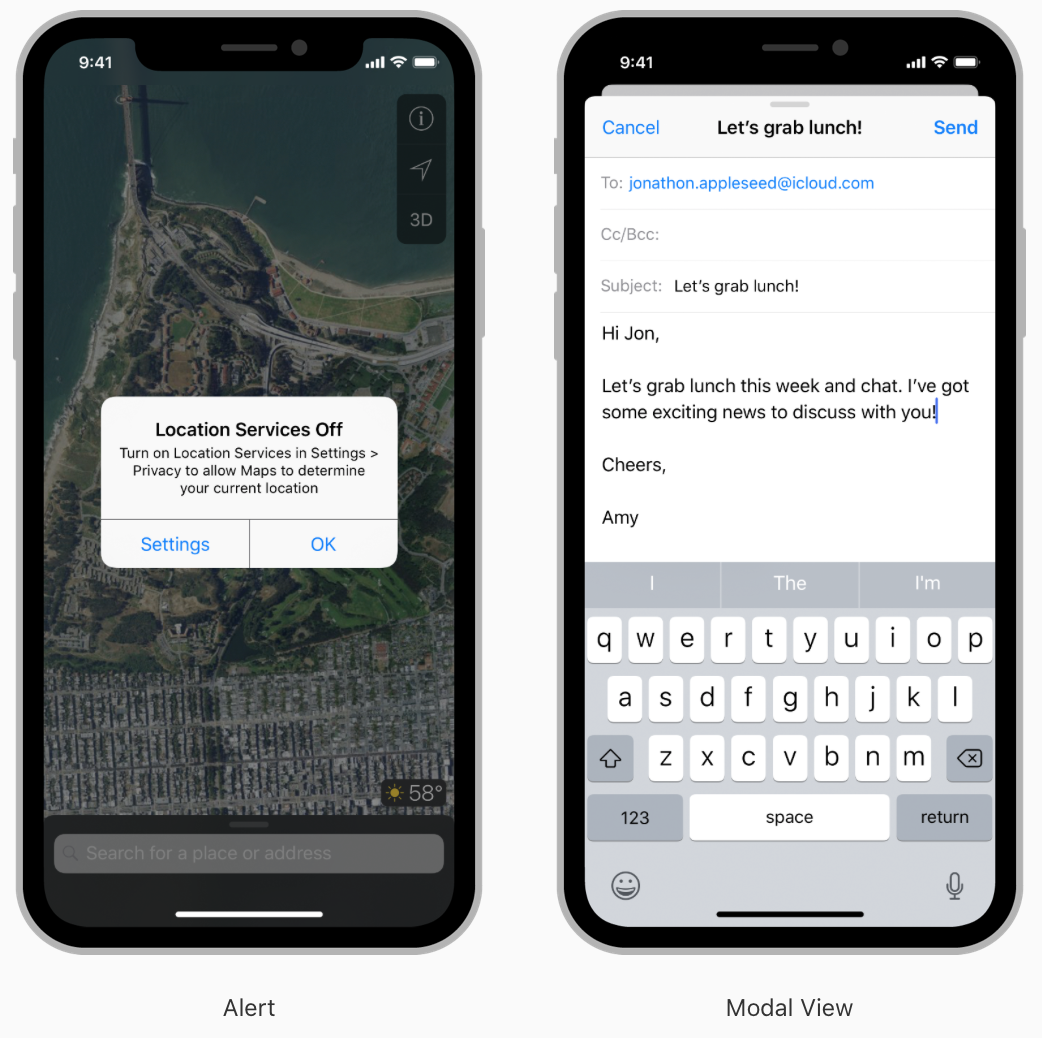 9:41
3D
Location Services Off
Turn on Location Services in Settings >
Privacy to allow Maps to determine
your current location
Settings
OK
58°
Search for a place or address
Alert
9:41
Cancel
Let's grab lunch!
Send
To: jonathon.appleseed@icloud.com
Cc/Bcc:
Subject: Let's grab lunch!
Hi Jon,
Let's grab lunch this week and chat. I've got
some exciting news to discuss with you!
Cheers,
Amy
I The I'm
q w e r t y u i o p
a s d f g h j k l
z x c v b n m
123 space return
Modal View